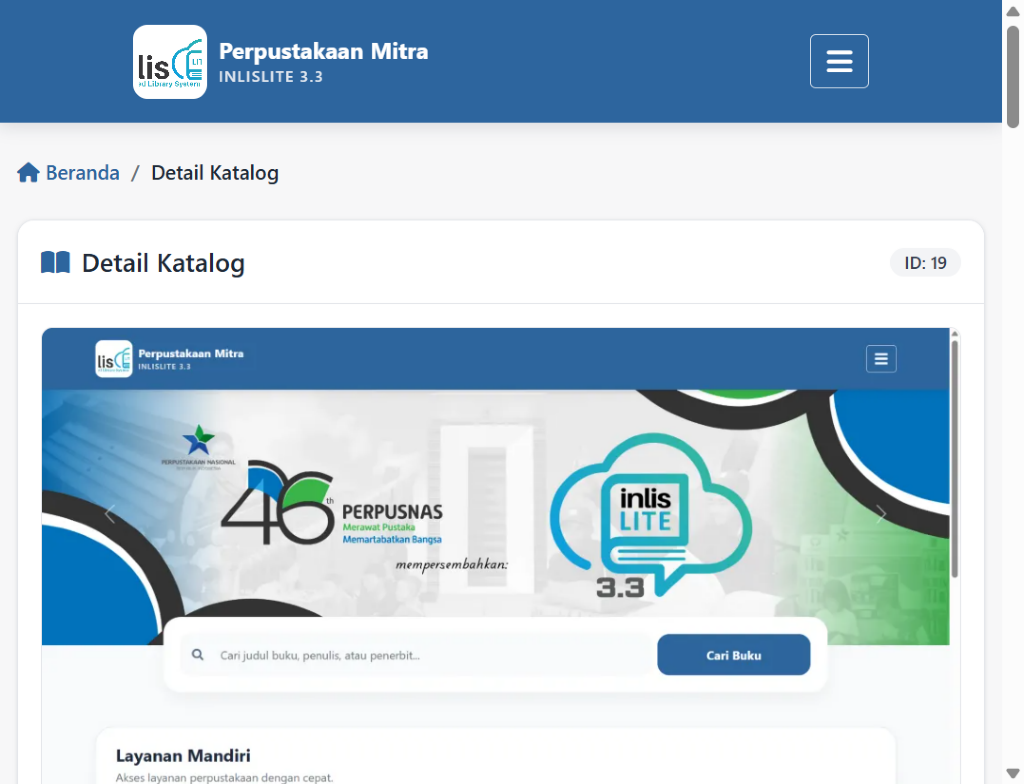 lis
LIT
d Library System
Perpustakaan Mitra
INLISLITE 3.3
Beranda / Detail Katalog
Detail Katalog
ID: 19
lis
Perpustakaan Mitra
INLISLITE 3.3
PERPUSTAKAAN NASIONAL
46th
PERPUSNAS
Merawat Pustaka
Memartabatkan Bangsa
mempersembahkan:
inlis
LITE
3.3
Cari judul buku, penulis, atau penerbit...
Cari Buku
Layanan Mandiri
Akses layanan perpustakaan dengan cepat.